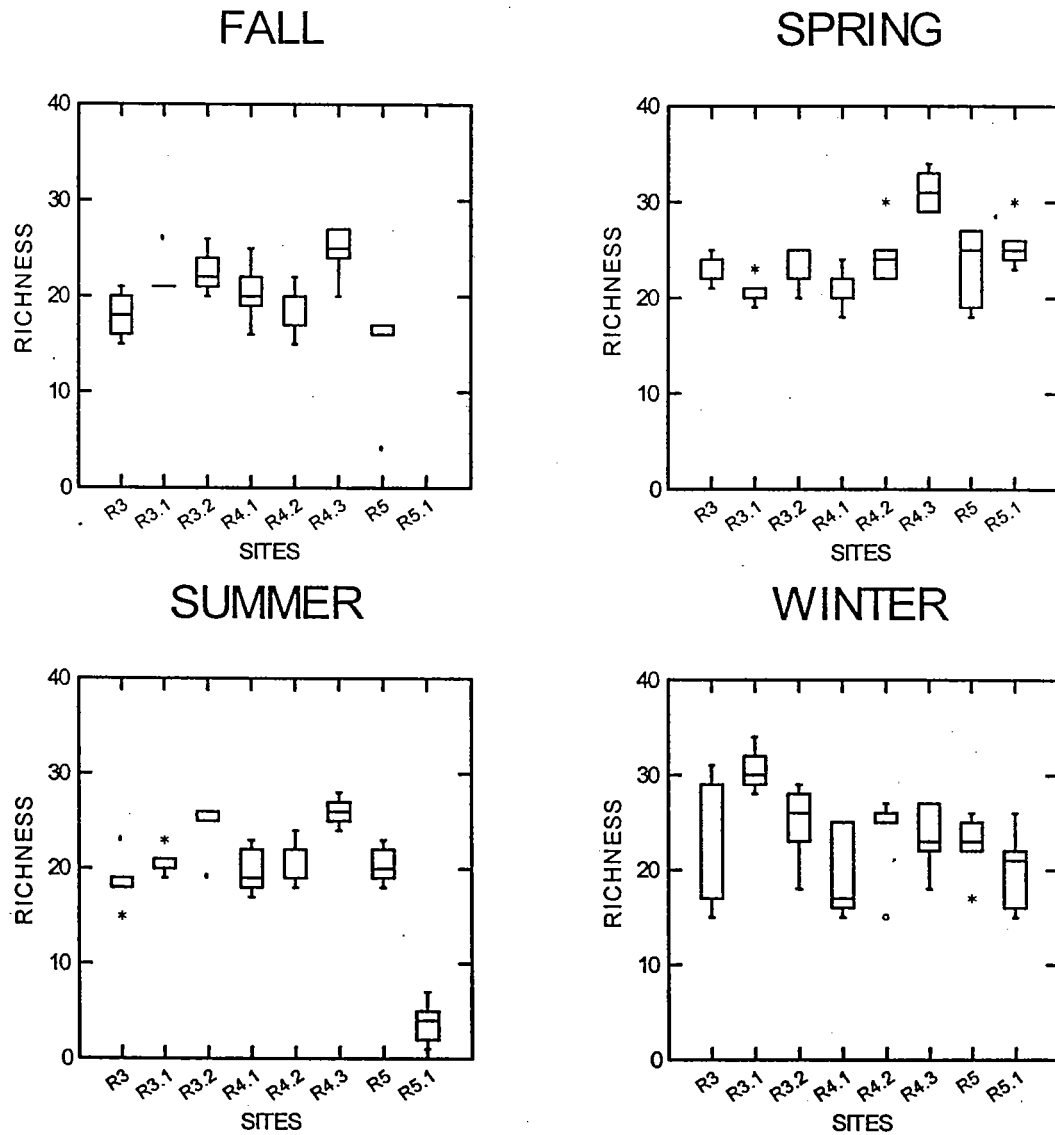 FALL
RICHNESS
40
30
20
10
0
R3 R3.1 R3.2 R4.1 R4.2 R4.3 R5 R5.1
SITES
SPRING
RICHNESS
40
30
20
10
0
R3 R3.1 R3.2 R4.1 R4.2 R4.3 R5 R5.1
SITES
SUMMER
RICHNESS
40
30
20
10
0
R3 R3.1 R3.2 R4.1 R4.2 R4.3 R5 R5.1
SITES
WINTER
RICHNESS
40
30
20
10
0
R3 R3.1 R3.2 R4.1 R4.2 R4.3 R5 R5.1
SITES